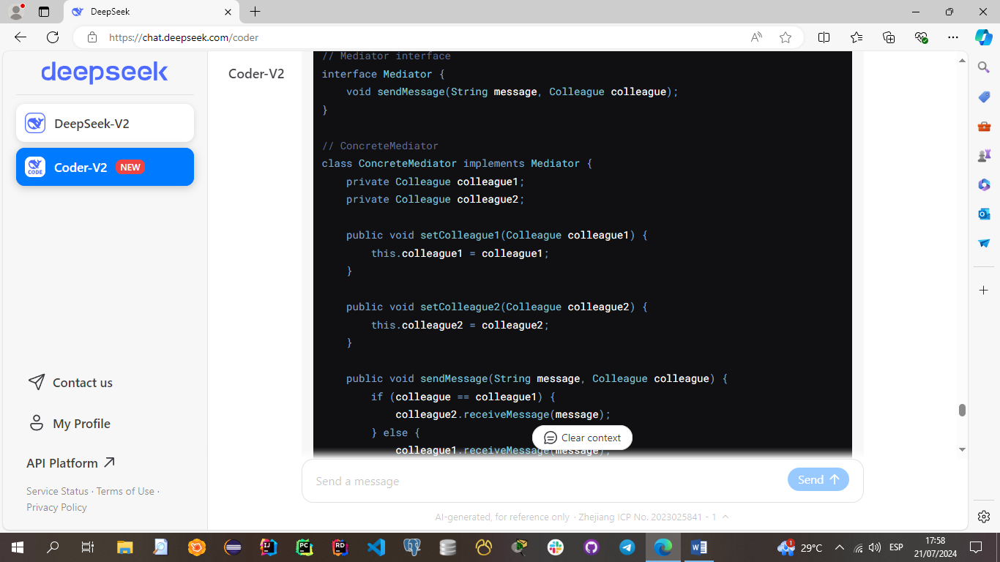 DeepSeek
https://chat.deepseek.com/coder
deepseek
DeepSeek-V2
CODE
Coder-V2 NEW
Contact us
My Profile
API Platform
Service Status · Terms of Use ·
Privacy Policy
Coder-V2
// Mediator interface
interface Mediator {
    void sendMessage(String message, Colleague colleague);
}
// ConcreteMediator
class ConcreteMediator implements Mediator {
    private Colleague colleague1;
    private Colleague colleague2;
    public void setColleague1(Colleague colleague1) {
        this.colleague1 = colleague1;
    }
    public void setColleague2(Colleague colleague2) {
        this.colleague2 = colleague2;
    }
    public void sendMessage(String message, Colleague colleague) {
        if (colleague == colleague1) {
            colleague2.receiveMessage(message);
        } else {
            colleague1.receiveMessage(message);
Clear context
Send a message
Send
AI-generated, for reference only · Zhejiang ICP No. 2023025841 - 1
IJ
PC
RD
1
29°C
ESP
17:58
21/07/2024